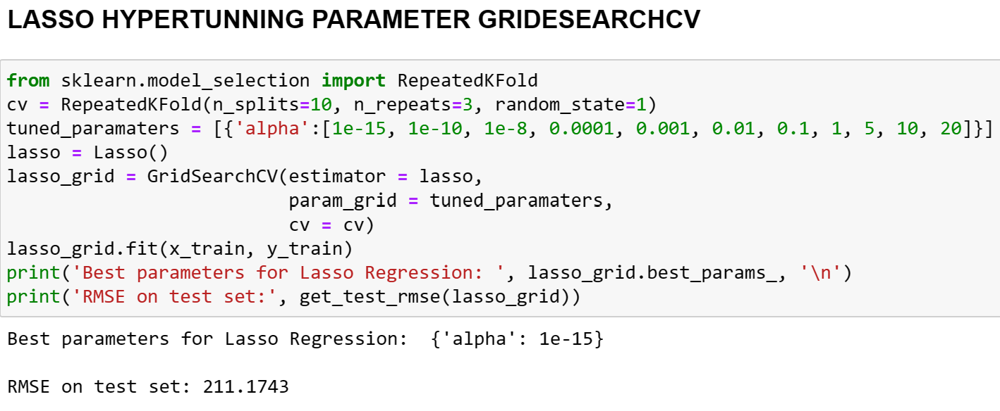 LASSO HYPERTUNNING PARAMETER GRIDESEARCHCV
from sklearn.model_selection import RepeatedKFold
cv = RepeatedKFold(n_splits=10, n_repeats=3, random_state=1)
tuned_paramaters = [{'alpha':[1e-15, 1e-10, 1e-8, 0.0001, 0.001, 0.01, 0.1, 1, 5, 10, 20]}]
lasso = Lasso()
lasso_grid = GridSearchCV(estimator = lasso,
                          param_grid = tuned_paramaters,
                          cv = cv)
lasso_grid.fit(x_train, y_train)
print('Best parameters for Lasso Regression: ', lasso_grid.best_params_, '\n')
print('RMSE on test set:', get_test_rmse(lasso_grid))
Best parameters for Lasso Regression:  {'alpha': 1e-15}
RMSE on test set: 211.1743